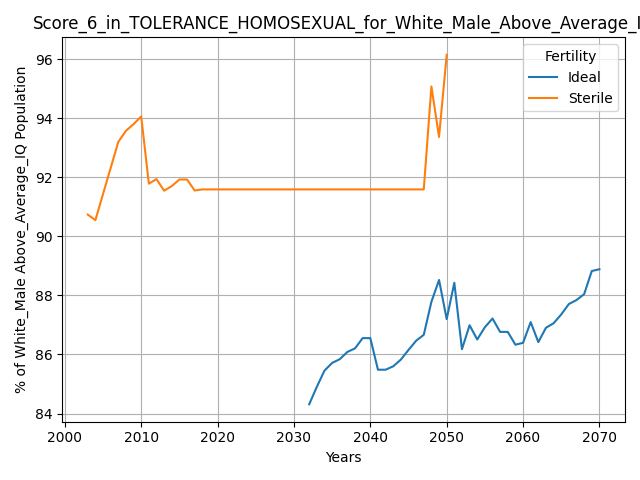 Score_6_in_TOLERANCE_HOMOSEXUAL_for_White_Male_Above_Average_I
Fertility
Ideal
Sterile
% of White_Male Above_Average_IQ Population
96
94
92
90
88
86
84
2000 2010 2020 2030 2040 2050 2060 2070
Years